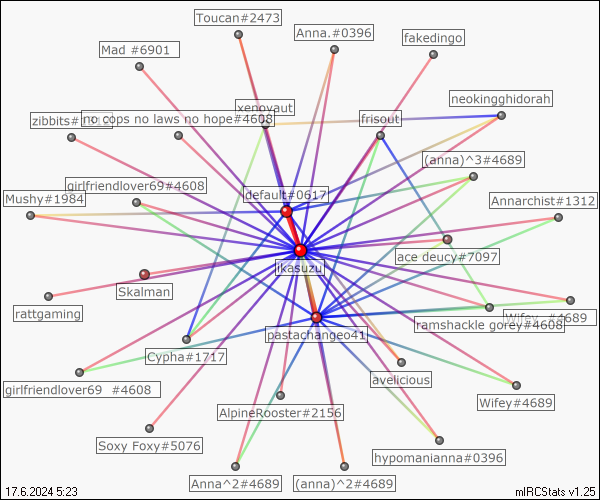 Toucan#2473
Anna.#0396
fakedingo
Mad #6901
xenovaut
neokingghidorah
zibbits#
no cops no laws no hope#4608
frisout
(anna)^3#4689
girlfriendlover69#4608
default#0617
Mushy#1984
Annarchist#1312
ace deucy#7097
jikasuzu
Skalman
rattgaming
ramshackle gorey#4608
Wifey #4689
pastachangeo41
Cypha#1717
girlfriendlover69 #4608
avelicious
AlpineRooster#2156
Wifey#4689
Soxy Foxy#5076
hypomanianna#0396
Anna^2#4689
(anna)^2#4689
17.6.2024 5:23
mIRCStats v1.25